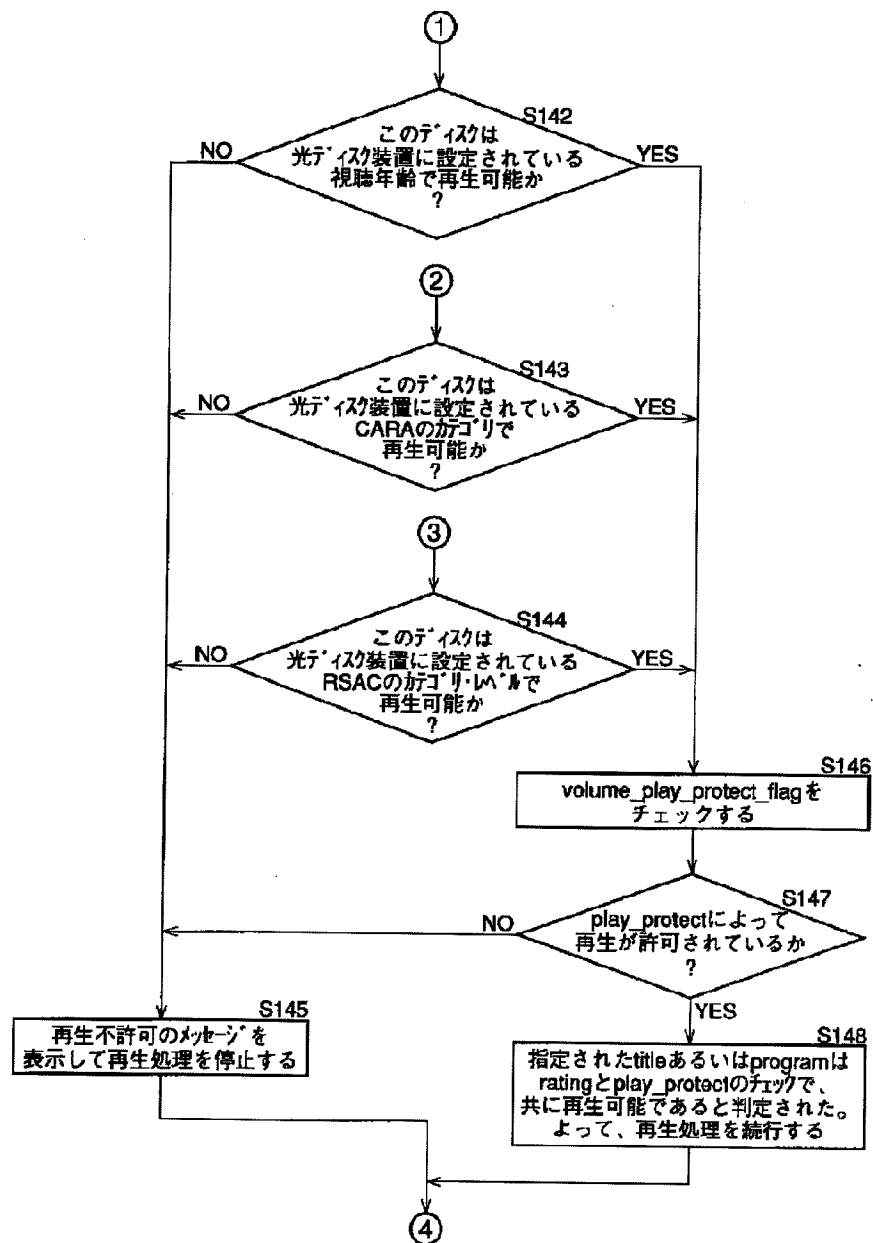 ①
S142
このディスクは
光ディスク装置に設定されている
視聴年齢で再生可能か
?
NO
YES
②
S143
このディスクは
光ディスク装置に設定されている
CARAのカテゴリで
再生可能か
?
NO
YES
③
S144
このディスクは
光ディスク装置に設定されている
RSACのカテゴリ・レベルで
再生可能か
?
NO
YES
S146
volume_play_protect_flagを
チェックする
S147
play_protectによって
再生が許可されているか
?
NO
YES
S145
再生不許可のメッセージを
表示して再生処理を停止する
S148
指定されたtitleあるいはprogramは
ratingとplay_protectのチェックで、
共に再生可能であると判定された。
よって、再生処理を続行する
④